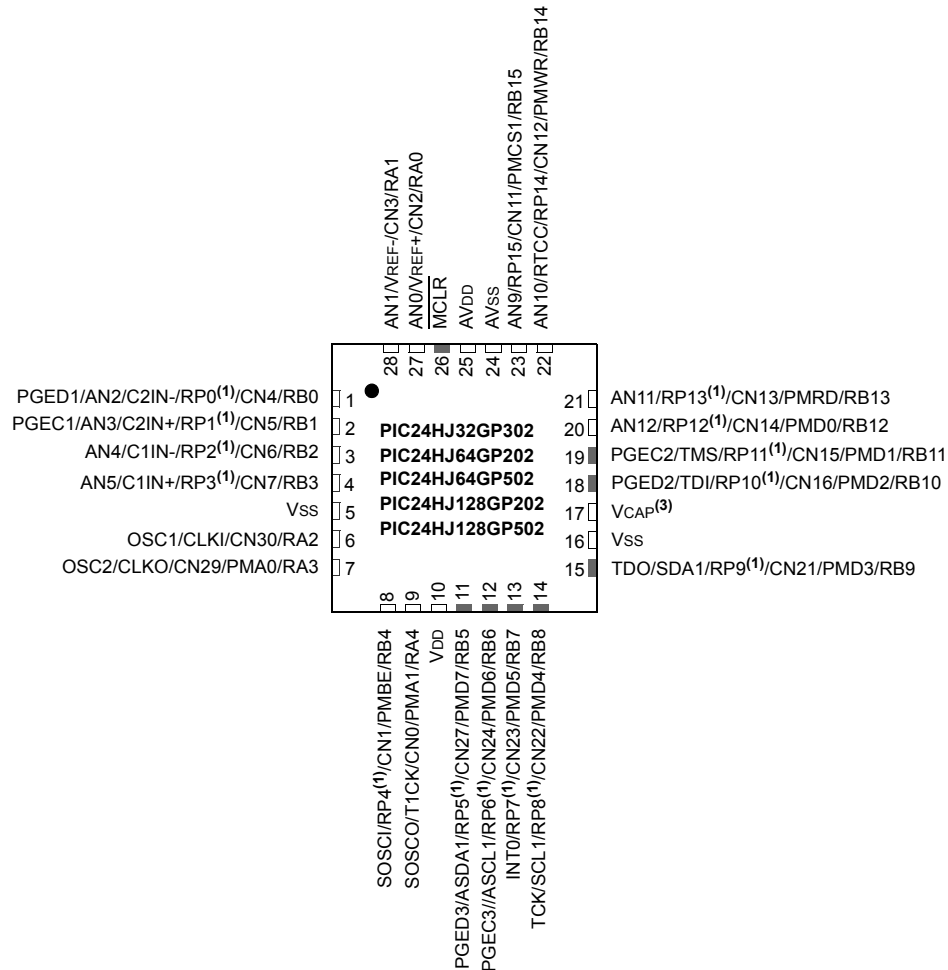 AN1/VREF-/CN3/RA1
AN0/VREF+/CN2/RA0
MCLR
AVDD
AVSS
AN9/RP15/CN11/PMCS1/RB15
AN10/RTCC/RP14/CN12/PMWR/RB14
28
27
26
25
24
23
22
PGED1/AN2/C2IN-/RP0(1)/CN4/RB0
1
PGEC1/AN3/C2IN+/RP1(1)/CN5/RB1
2
AN4/C1IN-/RP2(1)/CN6/RB2
3
AN5/C1IN+/RP3(1)/CN7/RB3
4
VSS
5
OSC1/CLKI/CN30/RA2
6
OSC2/CLKO/CN29/PMA0/RA3
7
PIC24HJ32GP302
PIC24HJ64GP202
PIC24HJ64GP502
PIC24HJ128GP202
PIC24HJ128GP502
21
AN11/RP13(1)/CN13/PMRD/RB13
20
AN12/RP12(1)/CN14/PMD0/RB12
19
PGEC2/TMS/RP11(1)/CN15/PMD1/RB11
18
PGED2/TDI/RP10(1)/CN16/PMD2/RB10
17
VCAP(3)
16
VSS
15
TDO/SDA1/RP9(1)/CN21/PMD3/RB9
8
9
10
11
12
13
14
SOSCI/RP4(1)/CN1/PMBE/RB4
SOSCO/T1CK/CN0/PMA1/RA4
VDD
PGED3/ASDA1/RP5(1)/CN27/PMD7/RB5
PGEC3//ASCL1/RP6(1)/CN24/PMD6/RB6
INT0/RP7(1)/CN23/PMD5/RB7
TCK/SCL1/RP8(1)/CN22/PMD4/RB8